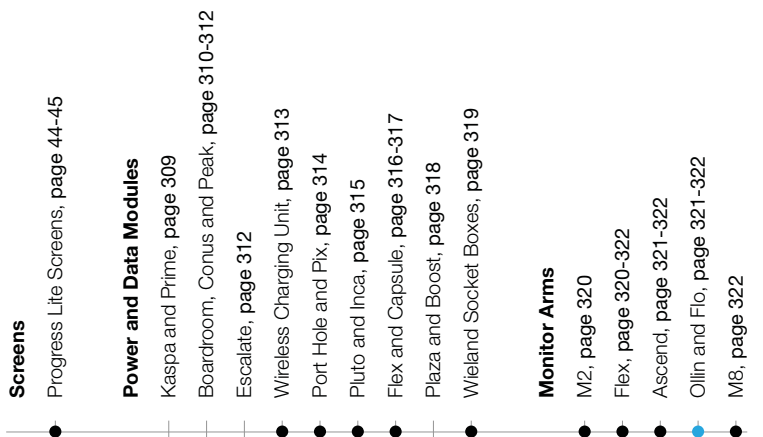 Screens
Progress Lite Screens, page 44-45
Power and Data Modules
Kaspa and Prime, page 309
Boardroom, Conus and Peak, page 310-312
Escalate, page 312
Wireless Charging Unit, page 313
Port Hole and Pix, page 314
Pluto and Inca, page 315
Flex and Capsule, page 316-317
Plaza and Boost, page 318
Wieland Socket Boxes, page 319
Monitor Arms
M2, page 320
Flex, page 320-322
Ascend, page 321-322
Ollin and Flo, page 321-322
M8, page 322